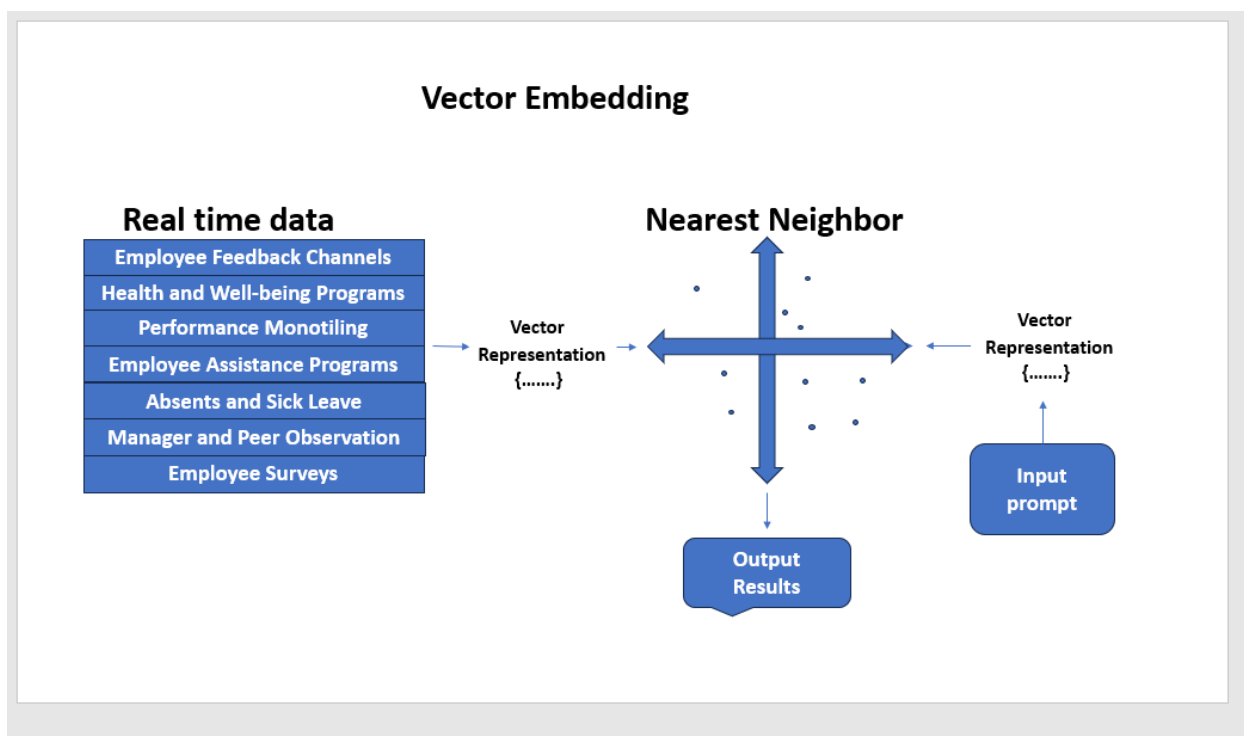 Vector Embedding
Real time data
Employee Feedback Channels
Health and Well-being Programs
Performance Monotiling
Employee Assistance Programs
Absents and Sick Leave
Manager and Peer Observation
Employee Surveys
Vector
Representation
{.......}
Nearest Neighbor
Output
Results
Vector
Representation
{.......}
Input
prompt